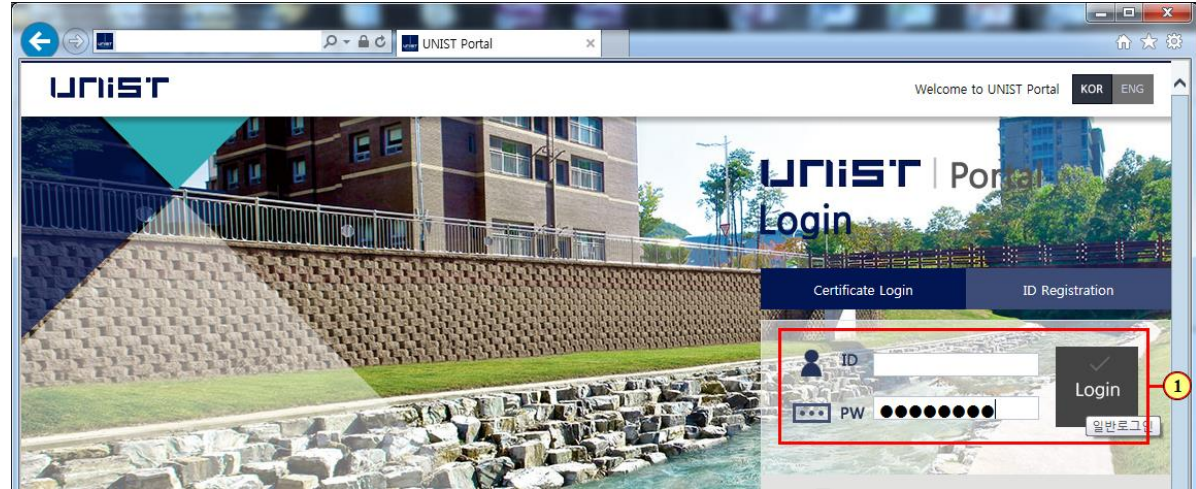 UNIST Portal
UNIST
Welcome to UNIST Portal KOR ENG
UNIST | Portal
Login
Certificate Login ID Registration
ID
PW ●●●●●●●●
Login
1
일반로그인